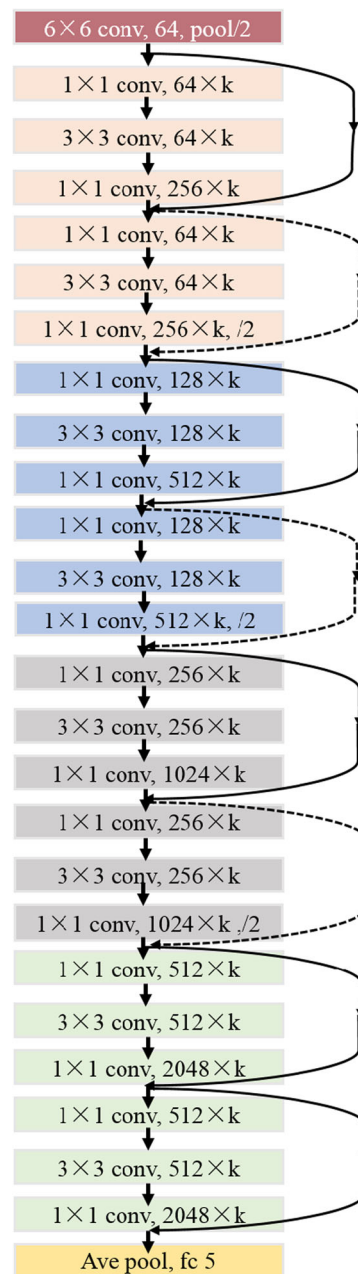 6×6 conv, 64, pool/2
1×1 conv, 64×k
3×3 conv, 64×k
1×1 conv, 256×k
1×1 conv, 64×k
3×3 conv, 64×k
1×1 conv, 256×k, /2
1×1 conv, 128×k
3×3 conv, 128×k
1×1 conv, 512×k
1×1 conv, 128×k
3×3 conv, 128×k
1×1 conv, 512×k, /2
1×1 conv, 256×k
3×3 conv, 256×k
1×1 conv, 1024×k
1×1 conv, 256×k
3×3 conv, 256×k
1×1 conv, 1024×k ,/2
1×1 conv, 512×k
3×3 conv, 512×k
1×1 conv, 2048×k
1×1 conv, 512×k
3×3 conv, 512×k
1×1 conv, 2048×k
Ave pool, fc 5